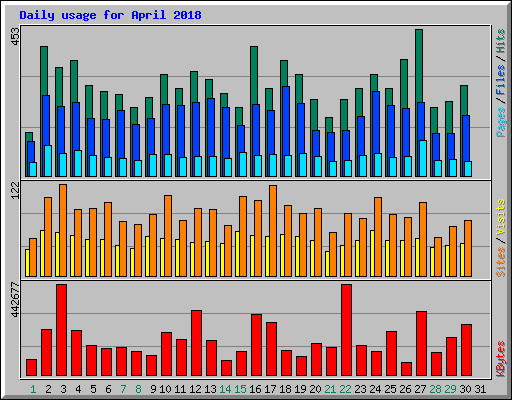 Daily usage for April 2018
453
Pages / Files / Hits
122
Sites / Visits
442677
KBytes
1 2 3 4 5 6 7 8 9 10 11 12 13 14 15 16 17 18 19 20 21 22 23 24 25 26 27 28 29 30 31